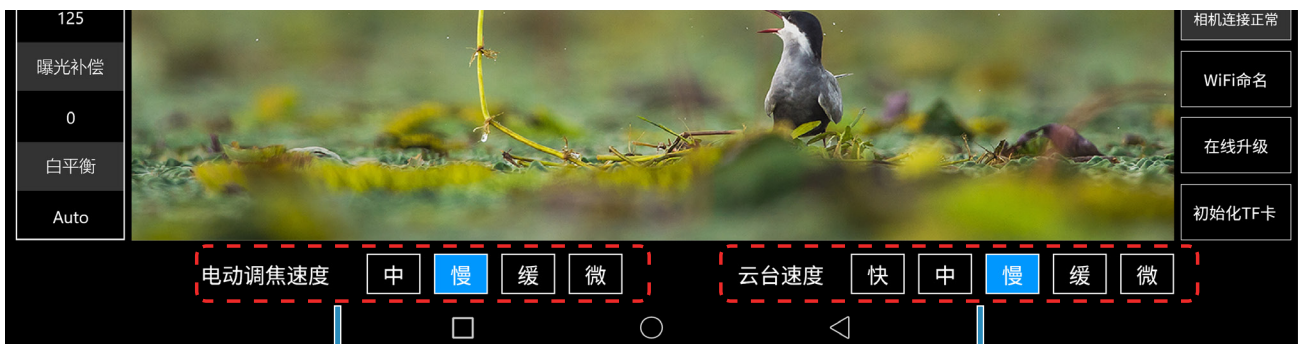 125
曝光补偿
0
白平衡
Auto
相机连接正常
WiFi命名
在线升级
初始化TF卡
电动调焦速度 中 慢 缓 微
云台速度 快 中 慢 缓 微